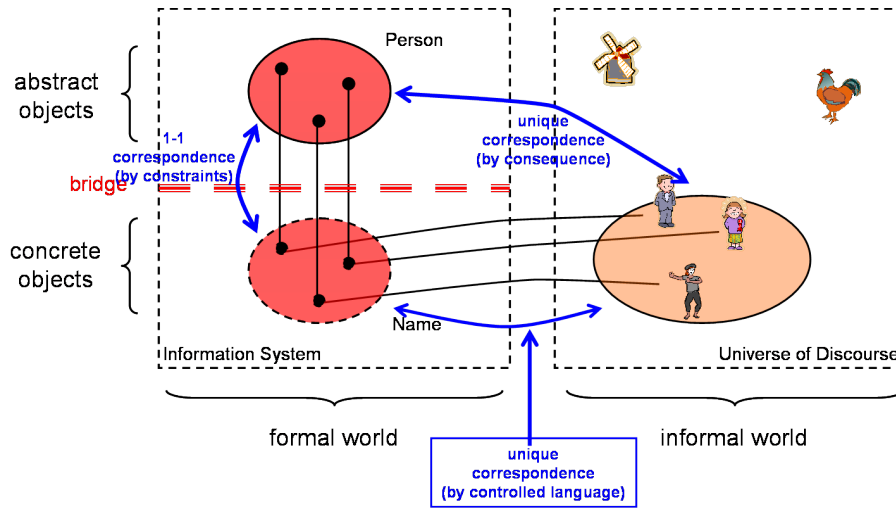 Person
abstract
objects
unique
correspondence
(by consequence)
1-1
correspondence
(by constraints)
bridge
concrete
objects
Name
Information System
Universe of Discourse
formal world
informal world
unique
correspondence
(by controlled language)